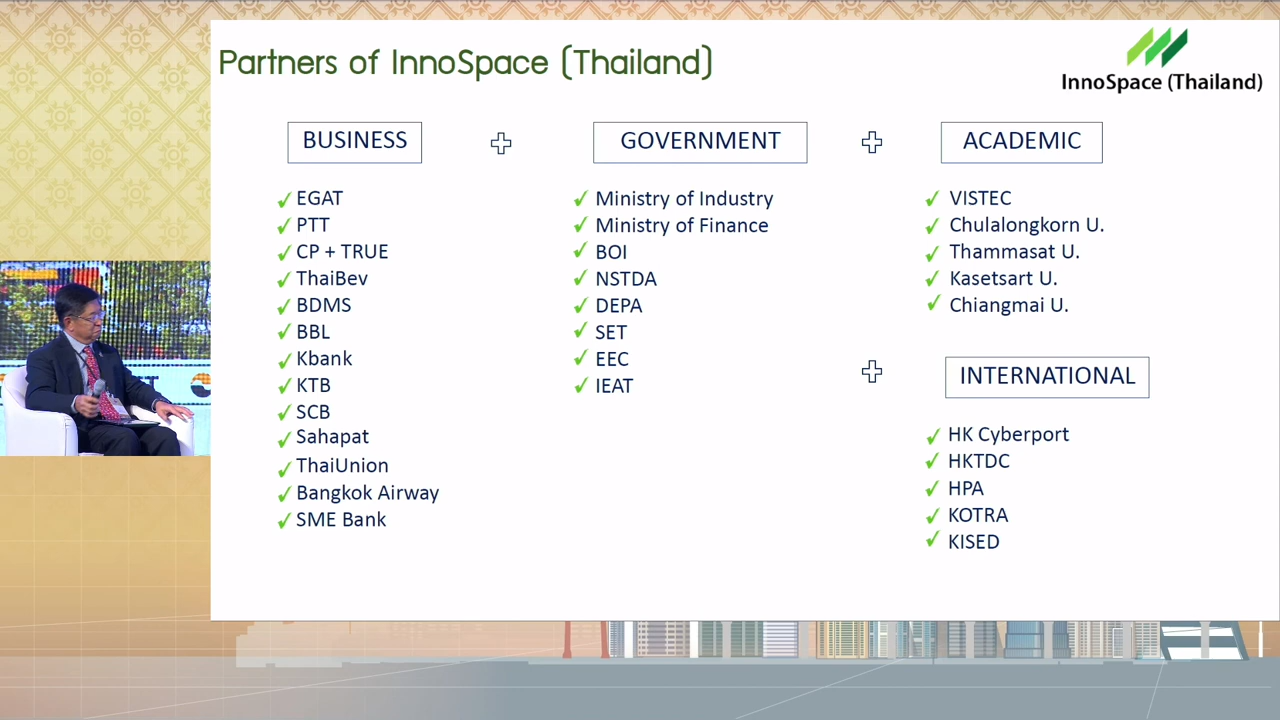 Partners of InnoSpace (Thailand)
InnoSpace (Thailand)
BUSINESS
EGAT
PTT
CP + TRUE
ThaiBev
BDMS
BBL
Kbank
KTB
SCB
Sahapat
ThaiUnion
Bangkok Airway
SME Bank
GOVERNMENT
Ministry of Industry
Ministry of Finance
BOI
NSTDA
DEPA
SET
EEC
IEAT
ACADEMIC
VISTEC
Chulalongkorn U.
Thammasat U.
Kasetsart U.
Chiangmai U.
INTERNATIONAL
HK Cyberport
HKTDC
HPA
KOTRA
KISED